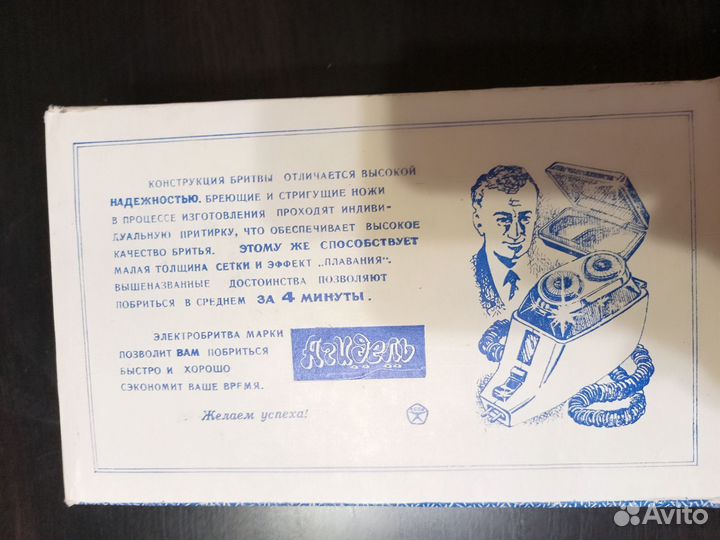 КОНСТРУКЦИЯ БРИТВЫ ОТЛИЧАЕТСЯ ВЫСОКОЙ
НАДЕЖНОСТЬЮ. БРЕЮЩИЕ И СТРИГУЩИЕ НОЖИ
В ПРОЦЕССЕ ИЗГОТОВЛЕНИЯ ПРОХОДЯТ ИНДИВИ-
ДУАЛЬНУЮ ПРИТИРКУ, ЧТО ОБЕСПЕЧИВАЕТ ВЫСОКОЕ
КАЧЕСТВО БРИТЬЯ. ЭТОМУ ЖЕ СПОСОБСТВУЕТ
МАЛАЯ ТОЛЩИНА СЕТКИ И ЭФФЕКТ „ПЛАВАНИЯ“.
ВЫШЕНАЗВАННЫЕ ДОСТОИНСТВА ПОЗВОЛЯЮТ
ПОБРИТЬСЯ В СРЕДНЕМ ЗА 4 МИНУТЫ.
ЭЛЕКТРОБРИТВА МАРКИ
ПОЗВОЛИТ ВАМ ПОБРИТЬСЯ
БЫСТРО И ХОРОШО
СЭКОНОМИТ ВАШЕ ВРЕМЯ.
Агидель
Желаем успеха!
Avito